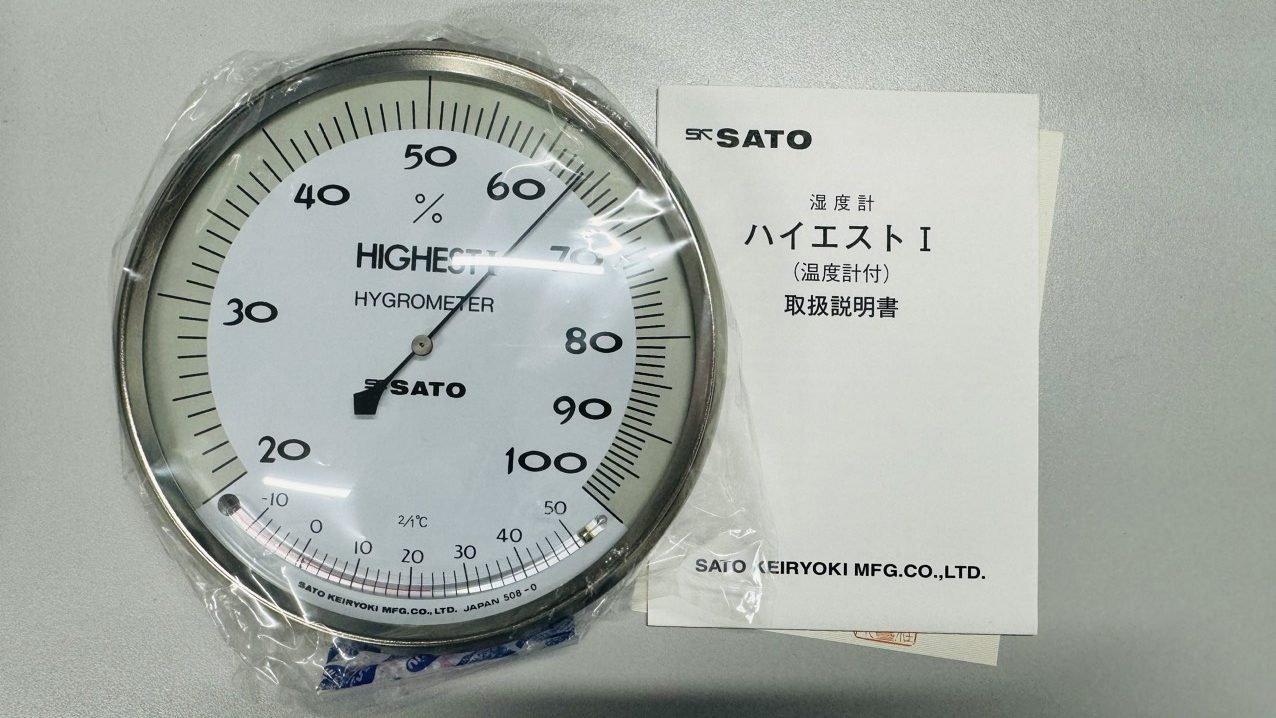 50
40
60
%
HIGHEST I
70
HYGROMETER
30
80
SATO
90
20
100
-10
0
10
20
30
40
50
2/1℃
SATO KEIRYOKI MFG.CO., LTD. JAPAN 508-0
SK SATO
湿度計
ハイエスト I
(温度計付)
取扱説明書
SATO KEIRYOKI MFG.CO.,LTD.